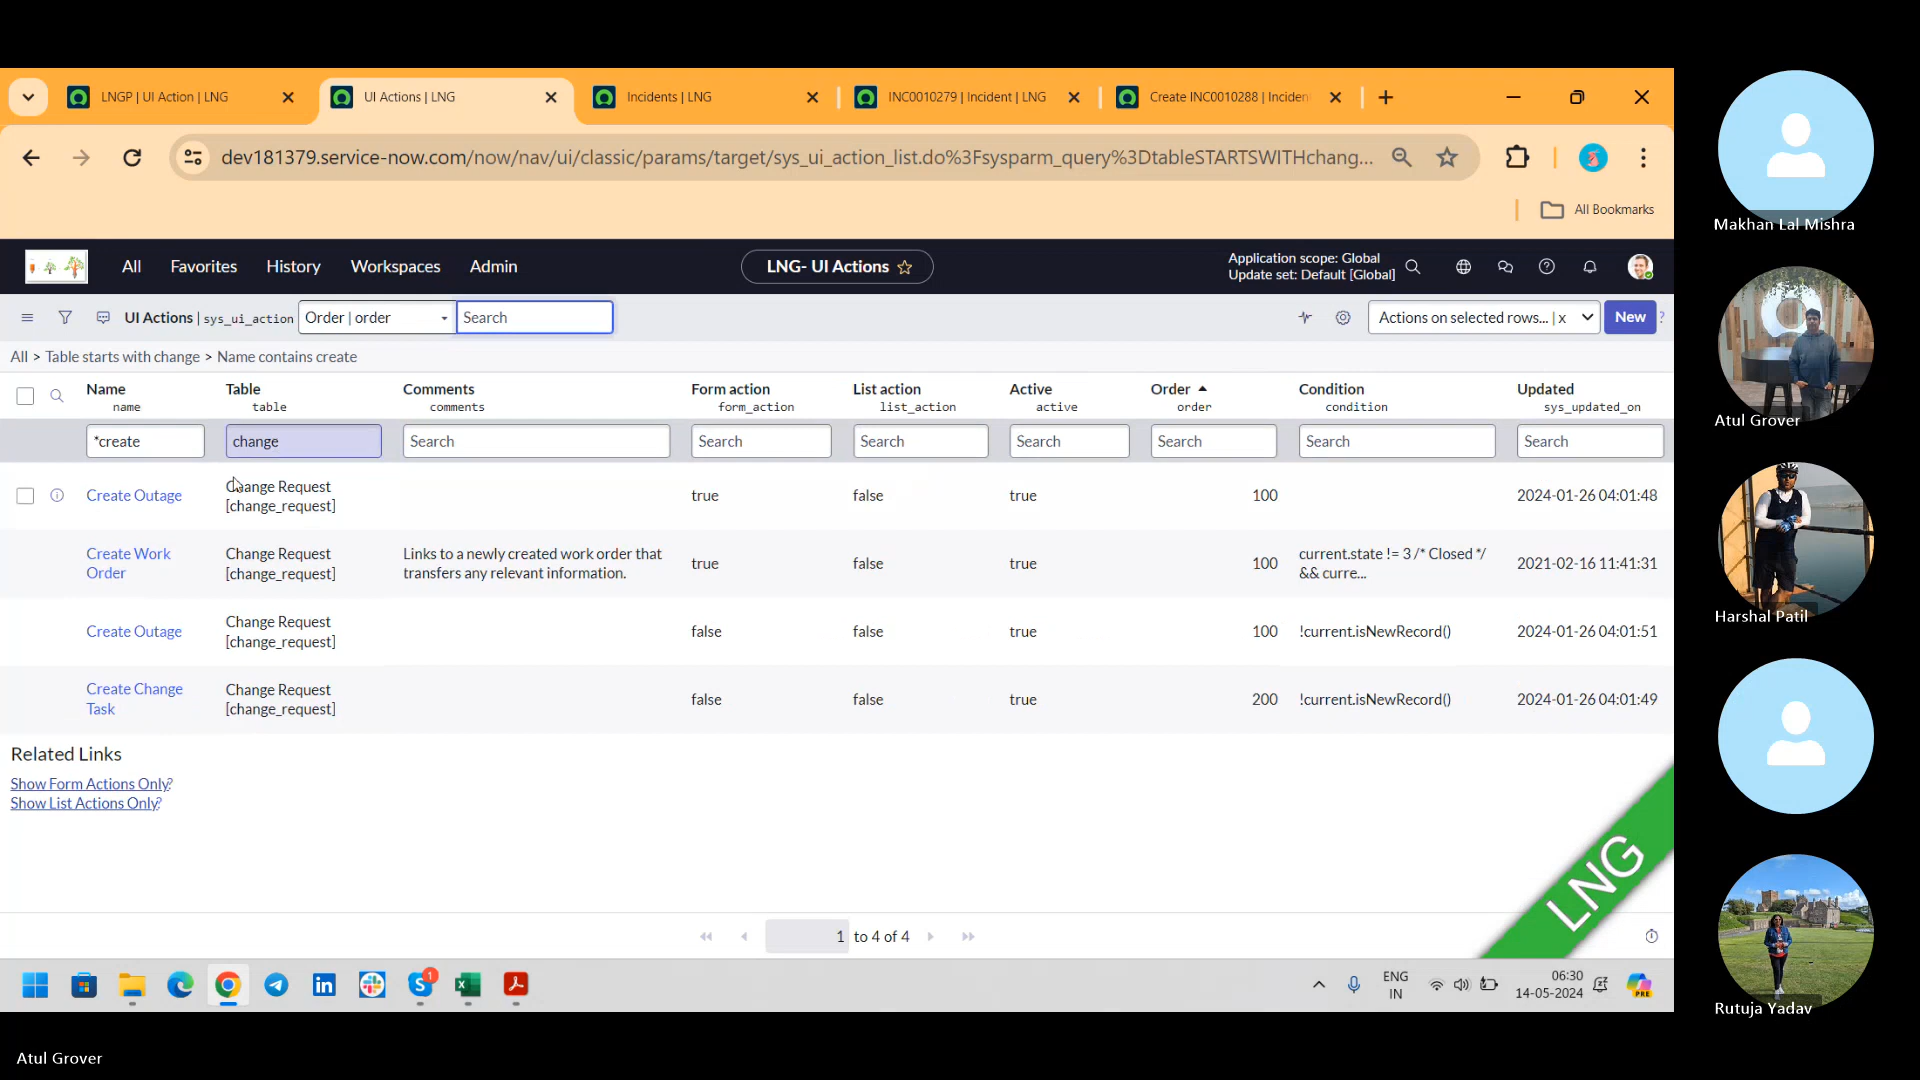 LNGP | UI Action | LNG
UI Actions | LNG
Incidents | LNG
INC0010279 | Incident | LNG
Create INC0010288 | Inciden
dev181379.service-now.com/now/nav/ui/classic/params/target/sys_ui_action_list.do%3Fsysparm_query%3DtableSTARTSWITHchang...
All Bookmarks
All
Favorites
History
Workspaces
Admin
LNG- UI Actions
Application scope: Global
Update set: Default [Global]
UI Actions | sys_ui_action
Order | order
Search
Actions on selected rows... | x
New
?
All > Table starts with change > Name contains create
Name Table Comments Form action List action Active Order Condition Updated
name table comments form_action list_action active order condition sys_updated_on
*create change Search Search Search Search Search Search Search
Create Outage Change Request [change_request] true false true 100 2024-01-26 04:01:48
Create Work Order Change Request [change_request] Links to a newly created work order that transfers any relevant information. true false true 100 current.state != 3 /* Closed */ && curre... 2021-02-16 11:41:31
Create Outage Change Request [change_request] false false true 100 !current.isNewRecord() 2024-01-26 04:01:51
Create Change Task Change Request [change_request] false false true 200 !current.isNewRecord() 2024-01-26 04:01:49
Related Links
Show Form Actions Only?
Show List Actions Only?
LNG
1 to 4 of 4
1
ENG
IN
06:30
14-05-2024
PRE
Makhan Lal Mishra
Atul Grover
Harshal Patil
Rutuja Yadav
Atul Grover